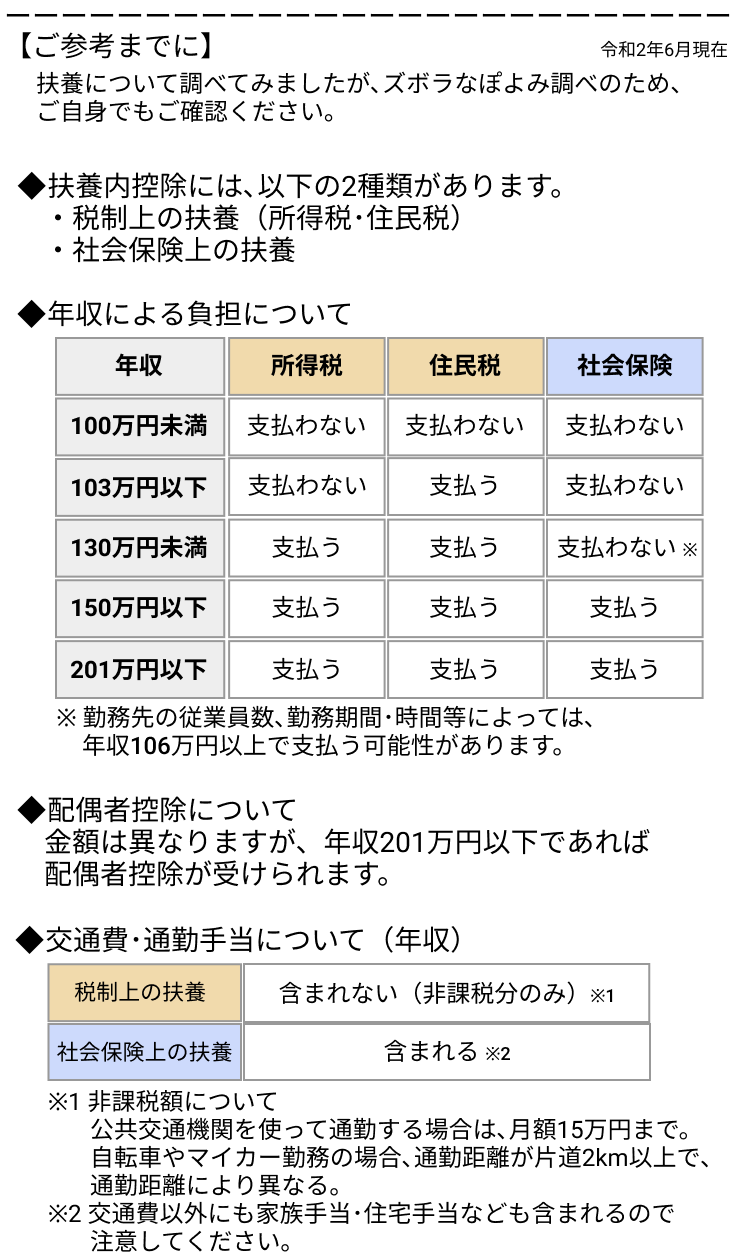 【ご参考までに】 令和2年6月現在
扶養について調べてみましたが、ズボラなぽよみ調べのため、
ご自身でもご確認ください。
◆扶養内控除には、以下の2種類があります。
・税制上の扶養（所得税・住民税）
・社会保険上の扶養
◆年収による負担について
年収 所得税 住民税 社会保険
100万円未満 支払わない 支払わない 支払わない
103万円以下 支払わない 支払う 支払わない
130万円未満 支払う 支払う 支払わない ※
150万円以下 支払う 支払う 支払う
201万円以下 支払う 支払う 支払う
※ 勤務先の従業員数、勤務期間・時間等によっては、
年収106万円以上で支払う可能性があります。
◆配偶者控除について
金額は異なりますが、年収201万円以下であれば
配偶者控除が受けられます。
◆交通費・通勤手当について（年収）
税制上の扶養 含まれない（非課税分のみ）※1
社会保険上の扶養 含まれる ※2
※1 非課税額について
公共交通機関を使って通勤する場合は、月額15万円まで。
自転車やマイカー勤務の場合、通勤距離が片道2km以上で、
通勤距離により異なる。
※2 交通費以外にも家族手当・住宅手当なども含まれるので
注意してください。